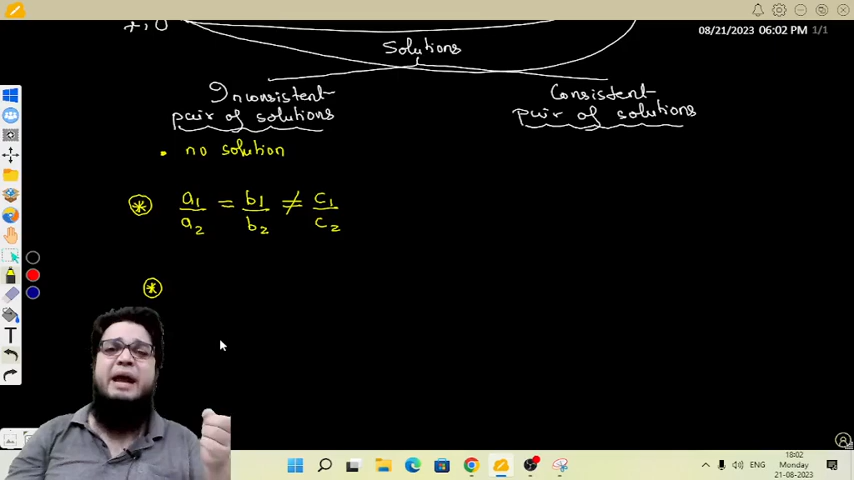 08/21/2023 06:02 PM 1/1
Solutions
Inconsistent
pair of solutions
Consistent
pair of solutions
• no solution
* a1/a2 = b1/b2 ≠ c1/c2
*
T
ENG
18:02
Monday
21-08-2023